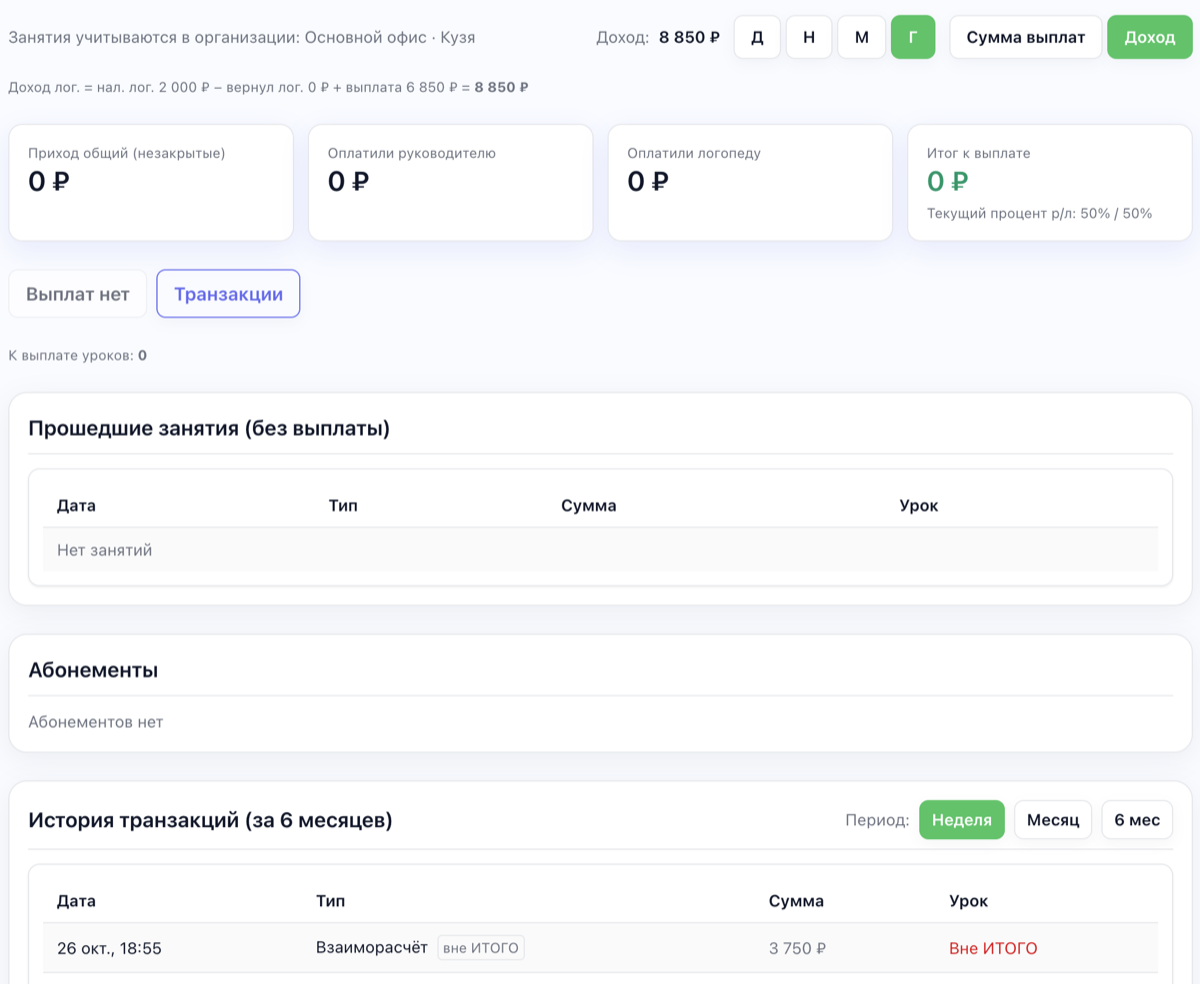 Занятия учитываются в организации: Основной офис · Кузя
Доход: 8 850 ₽ Д Н М Г Сумма выплат Доход
Доход лог. = нал. лог. 2 000 ₽ − вернул лог. 0 ₽ + выплата 6 850 ₽ = 8 850 ₽
Приход общий (незакрытые)
0 ₽
Оплатили руководителю
0 ₽
Оплатили логопеду
0 ₽
Итог к выплате
0 ₽
Текущий процент р/л: 50% / 50%
Выплат нет Транзакции
К выплате уроков: 0
Прошедшие занятия (без выплаты)
Дата Тип Сумма Урок
Нет занятий
Абонементы
Абонементов нет
История транзакций (за 6 месяцев)
Период: Неделя Месяц 6 мес
Дата Тип Сумма Урок
26 окт., 18:55 Взаиморасчёт вне ИТОГО 3 750 ₽ Вне ИТОГО